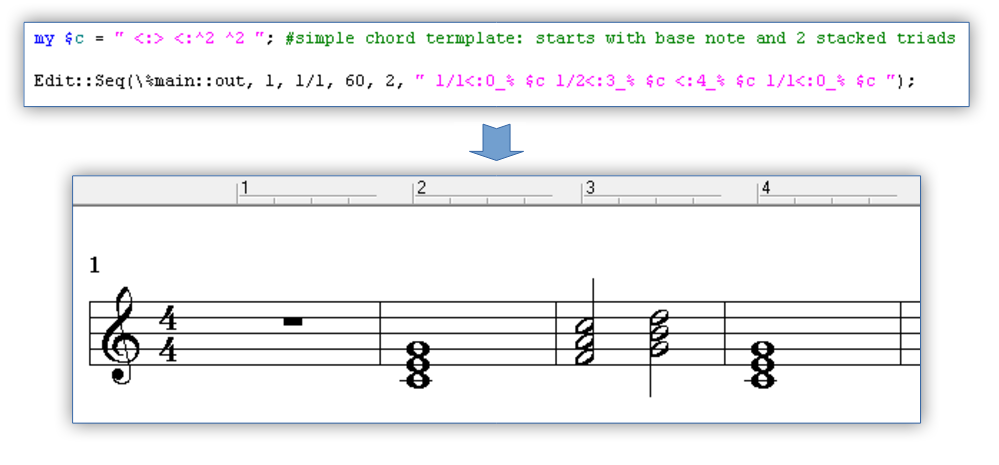 my $c = " <:> <:^2 ^2 "; #simple chord termplate: starts with base note and 2 stacked triads
Edit::Seq(\%main::out, 1, 1/1, 60, 2, " 1/1<:0_% $c 1/2<:3_% $c <:4_% $c 1/1<:0_% $c ");
1 2 3 4
1
4
4